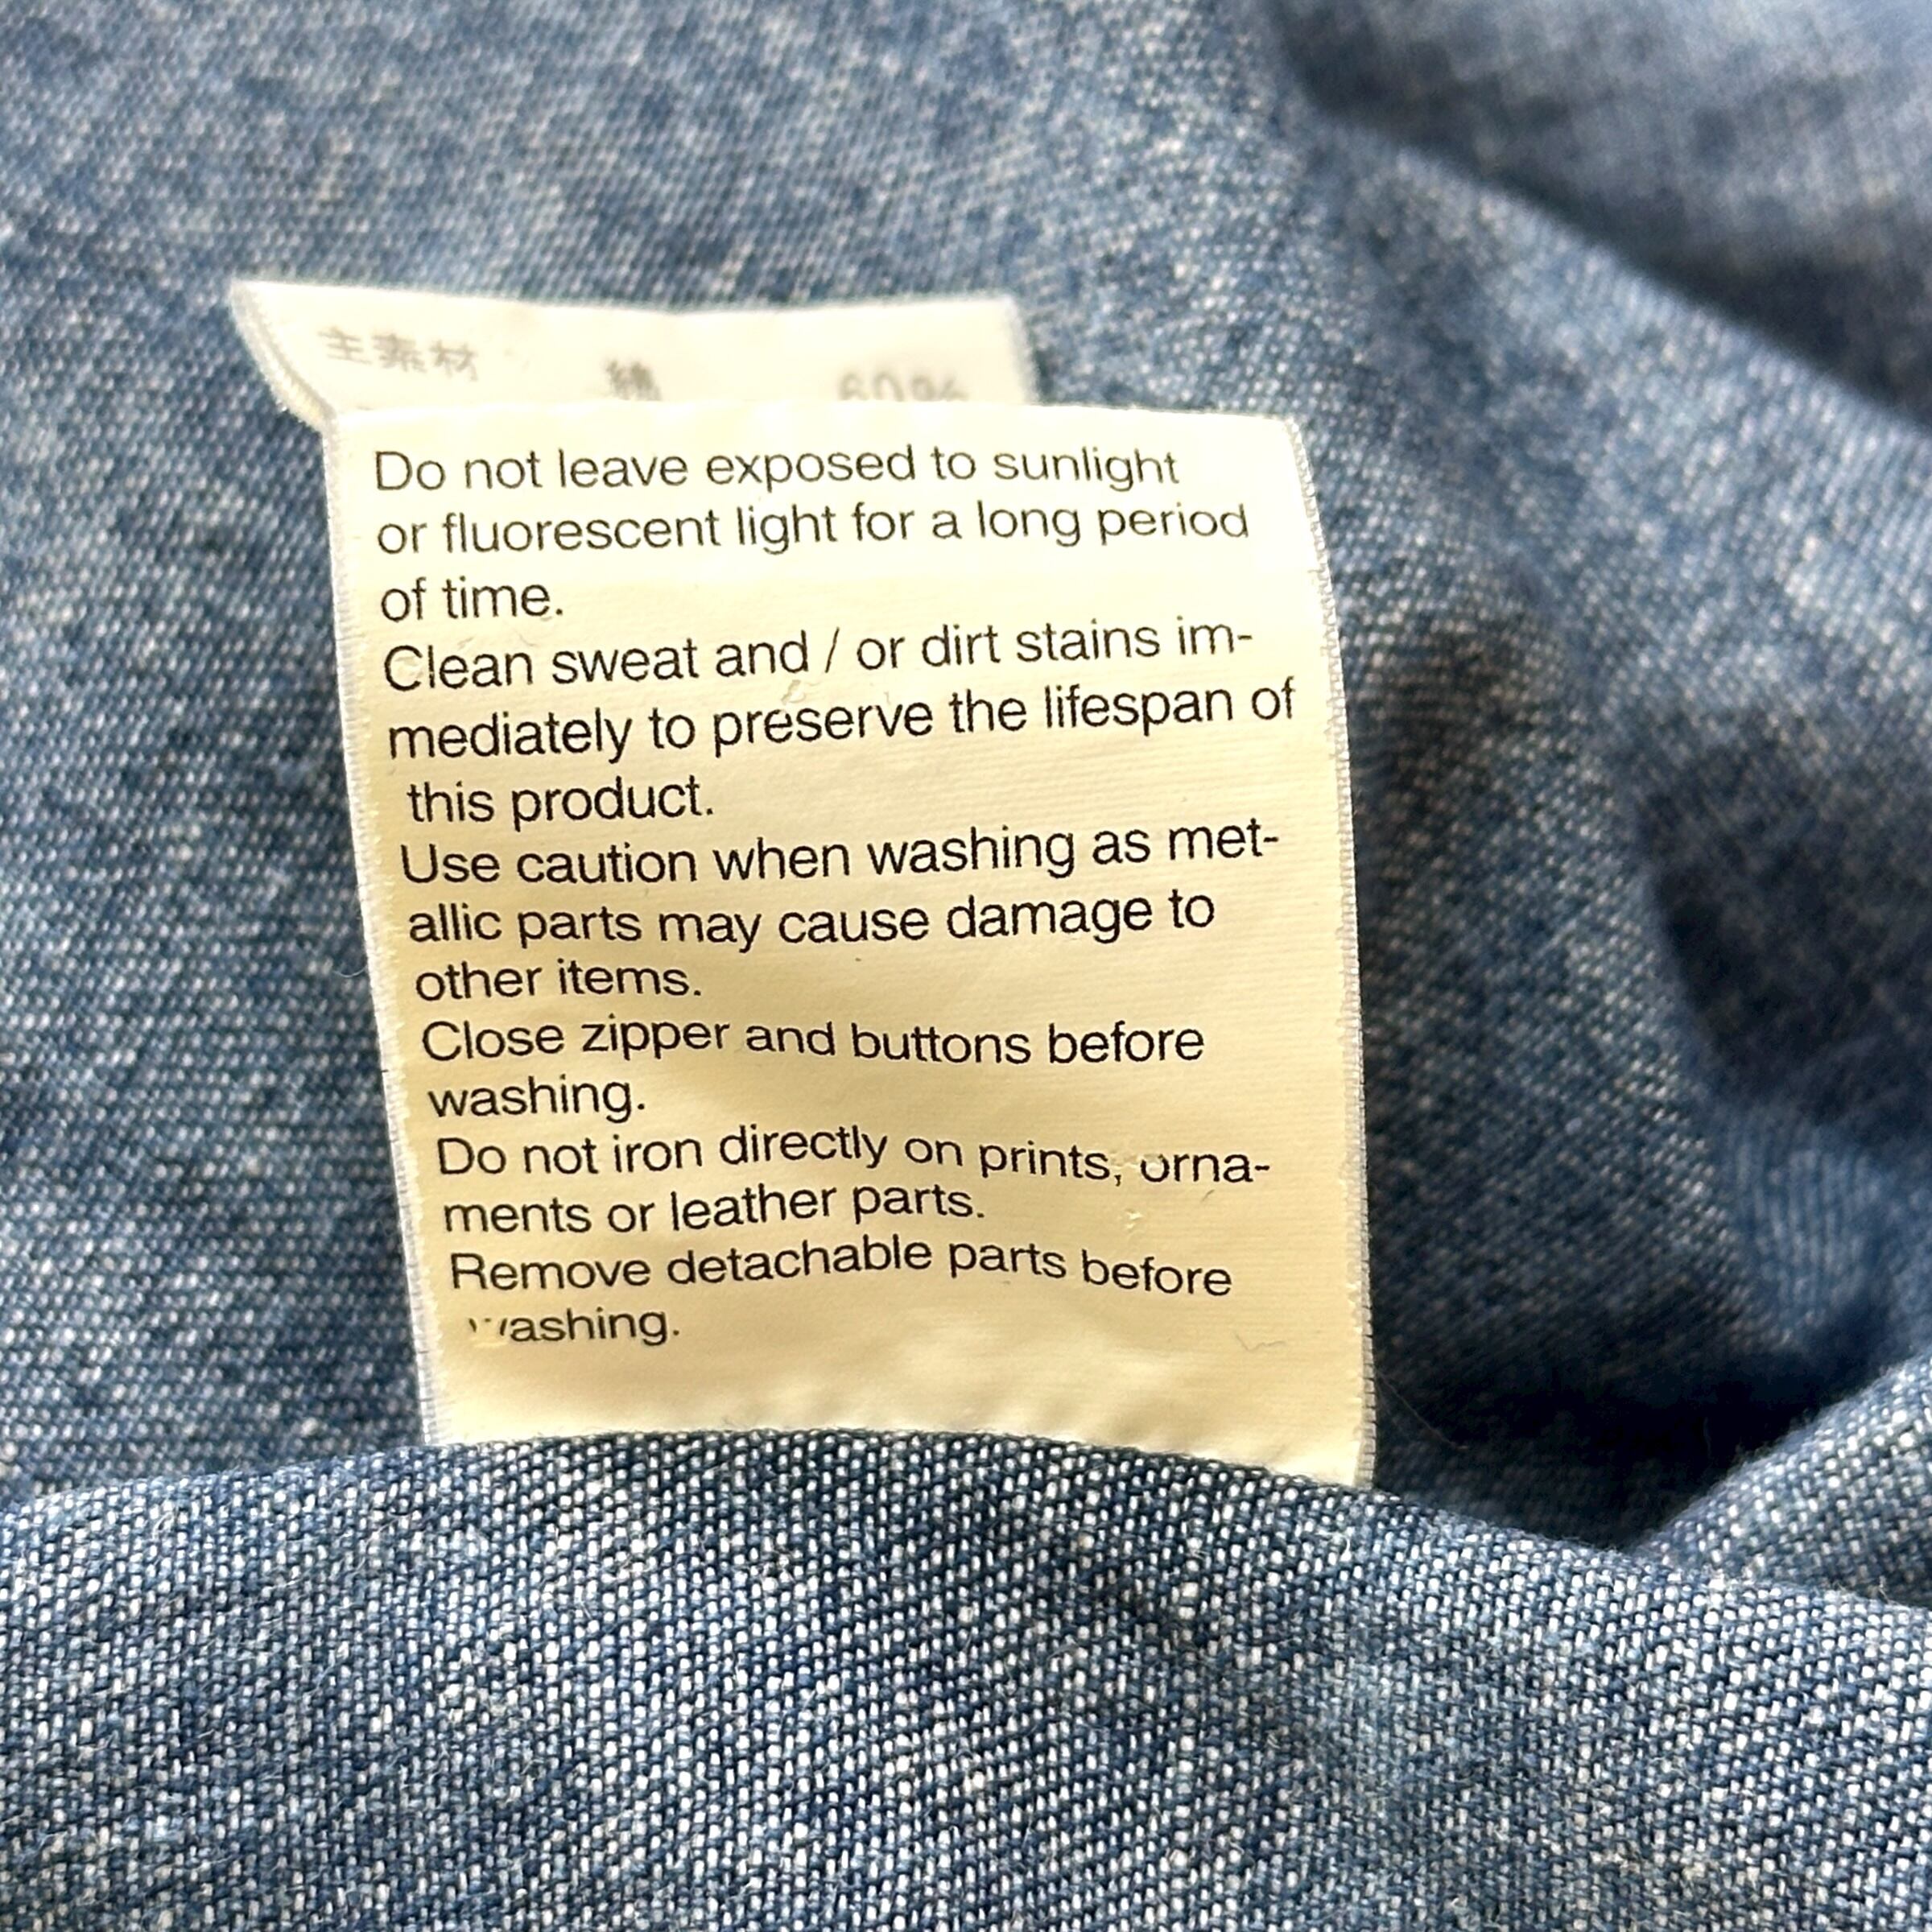 主素材 綿 60%
Do not leave exposed to sunlight
or fluorescent light for a long period
of time.
Clean sweat and / or dirt stains im-
mediately to preserve the lifespan of
this product.
Use caution when washing as met-
allic parts may cause damage to
other items.
Close zipper and buttons before
washing.
Do not iron directly on prints, orna-
ments or leather parts.
Remove detachable parts before
washing.